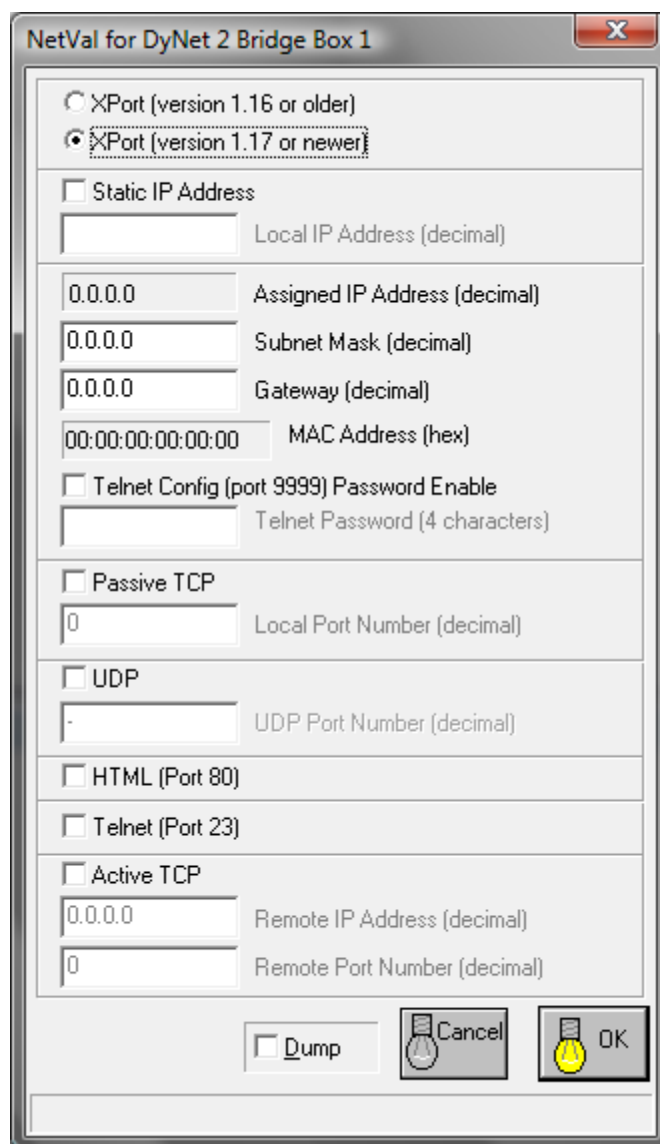 NetVal for DyNet 2 Bridge Box 1
XPort (version 1.16 or older)
XPort (version 1.17 or newer)
Static IP Address
Local IP Address (decimal)
0.0.0.0 Assigned IP Address (decimal)
0.0.0.0 Subnet Mask (decimal)
0.0.0.0 Gateway (decimal)
00:00:00:00:00:00 MAC Address (hex)
Telnet Config (port 9999) Password Enable
Telnet Password (4 characters)
Passive TCP
0 Local Port Number (decimal)
UDP
- UDP Port Number (decimal)
HTML (Port 80)
Telnet (Port 23)
Active TCP
0.0.0.0 Remote IP Address (decimal)
0 Remote Port Number (decimal)
Dump Cancel OK